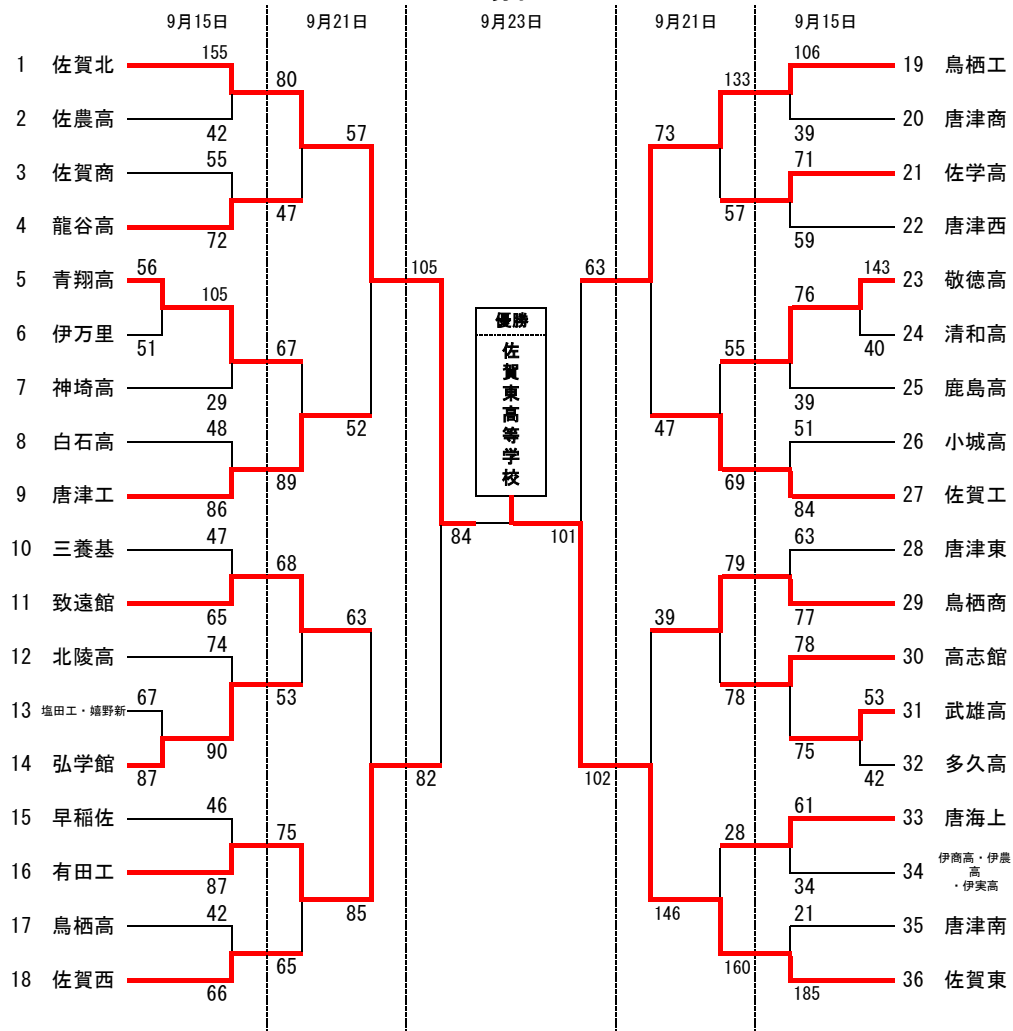 9月15日 9月21日 9月23日 9月21日 9月15日
155 106
1 佐賀北 80 133 19 鳥栖工
2 佐農高 42 57 73 39 20 唐津商
55 71
3 佐賀商 21 佐学高
47 57
4 龍谷高 72 59 22 唐津西
5 青翔高 56 105 105 63 76 143 23 敬徳高
6 伊万里 51 40 24 清和高
優勝
67 55
7 神埼高 29 39 25 鹿島高
佐賀東高等学校
48 52 47 51
8 白石高 26 小城高
89 69
9 唐津工 86 84 27 佐賀工
84 101
10 三養基 47 63 28 唐津東
68 79
11 致遠館 65 63 39 77 29 鳥栖商
74 78
12 北陵高 30 高志館
53 78
13 塩田工・嬉野新 67 53 31 武雄高
90 75
14 弘学館 87 82 102 42 32 多久高
15 早稲佐 46 61 33 唐海上
75 28
16 有田工 87 34 34 伊商高・伊農
高
・伊実高
42 85 146 21
17 鳥栖高 35 唐津南
65 160
18 佐賀西 66 185 36 佐賀東